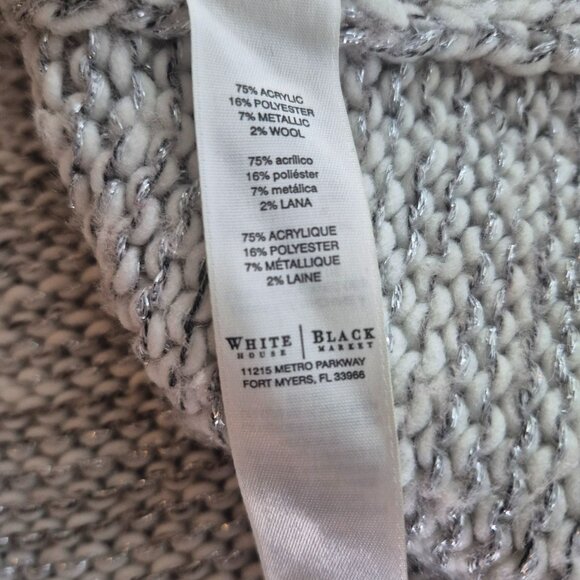 75% ACRYLIC
16% POLYESTER
7% METALLIC
2% WOOL
75% acrílico
16% poliéster
7% metálica
2% LANA
75% ACRYLIQUE
16% POLYESTER
7% MÉTALLIQUE
2% LAINE
WHITE HOUSE | BLACK MARKET
11215 METRO PARKWAY
FORT MYERS, FL 33966